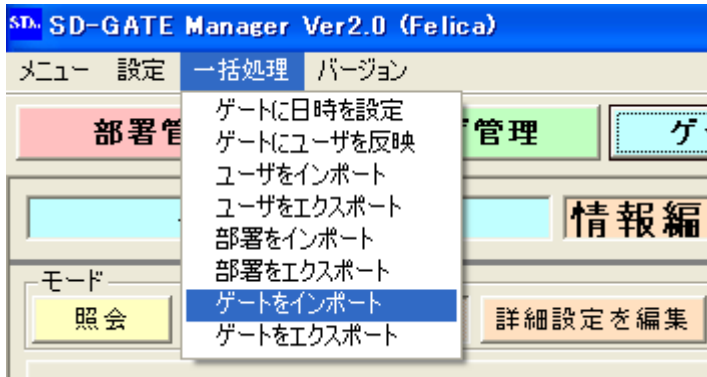 SD-GATE Manager Ver2.0 (Felica)
メニュー 設定 一括処理 バージョン
ゲートに日時を設定
ゲートにユーザを反映
ユーザをインポート
ユーザをエクスポート
部署をインポート
部署をエクスポート
ゲートをインポート
ゲートをエクスポート
部署管理
ゲ
情報編
モード
照会
詳細設定を編集